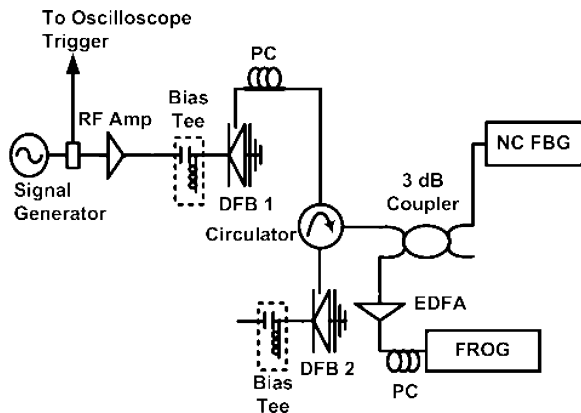 To Oscilloscope
Trigger
PC
RF Amp
Bias
Tee
NC FBG
3 dB
Coupler
Signal
Generator
DFB 1
Circulator
EDFA
DFB 2
FROG
Bias
Tee
PC